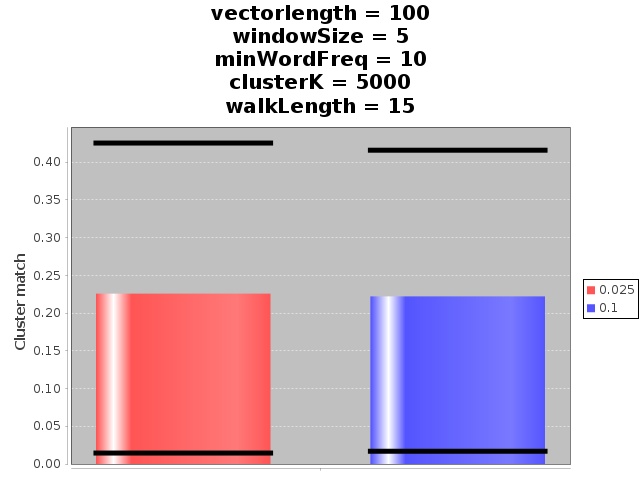 vectorlength = 100
windowSize = 5
minWordFreq = 10
clusterK = 5000
walkLength = 15
0.40
0.35
0.30
0.25
0.20
0.15
0.10
0.05
0.00
Cluster match
0.025
0.1